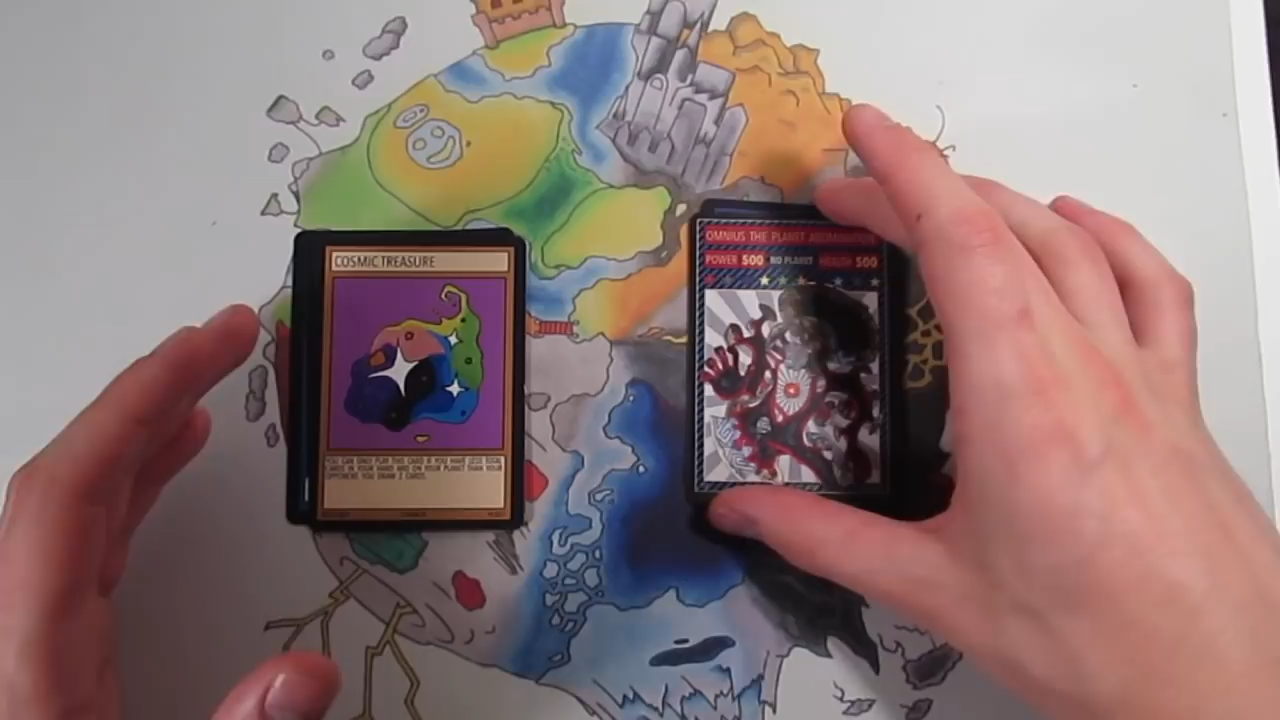 COSMIC TREASURE
YOU CAN ONLY PLAY THIS CARD IF YOU HAVE LESS TOTAL
CARDS IN YOUR HAND AND ON YOUR PLANET THAN YOUR
OPPONENT. YOU DRAW 2 CARDS.
OMNIUS THE PLANET ABOMINATION
POWER 500 NO PLANET HEALTH 500